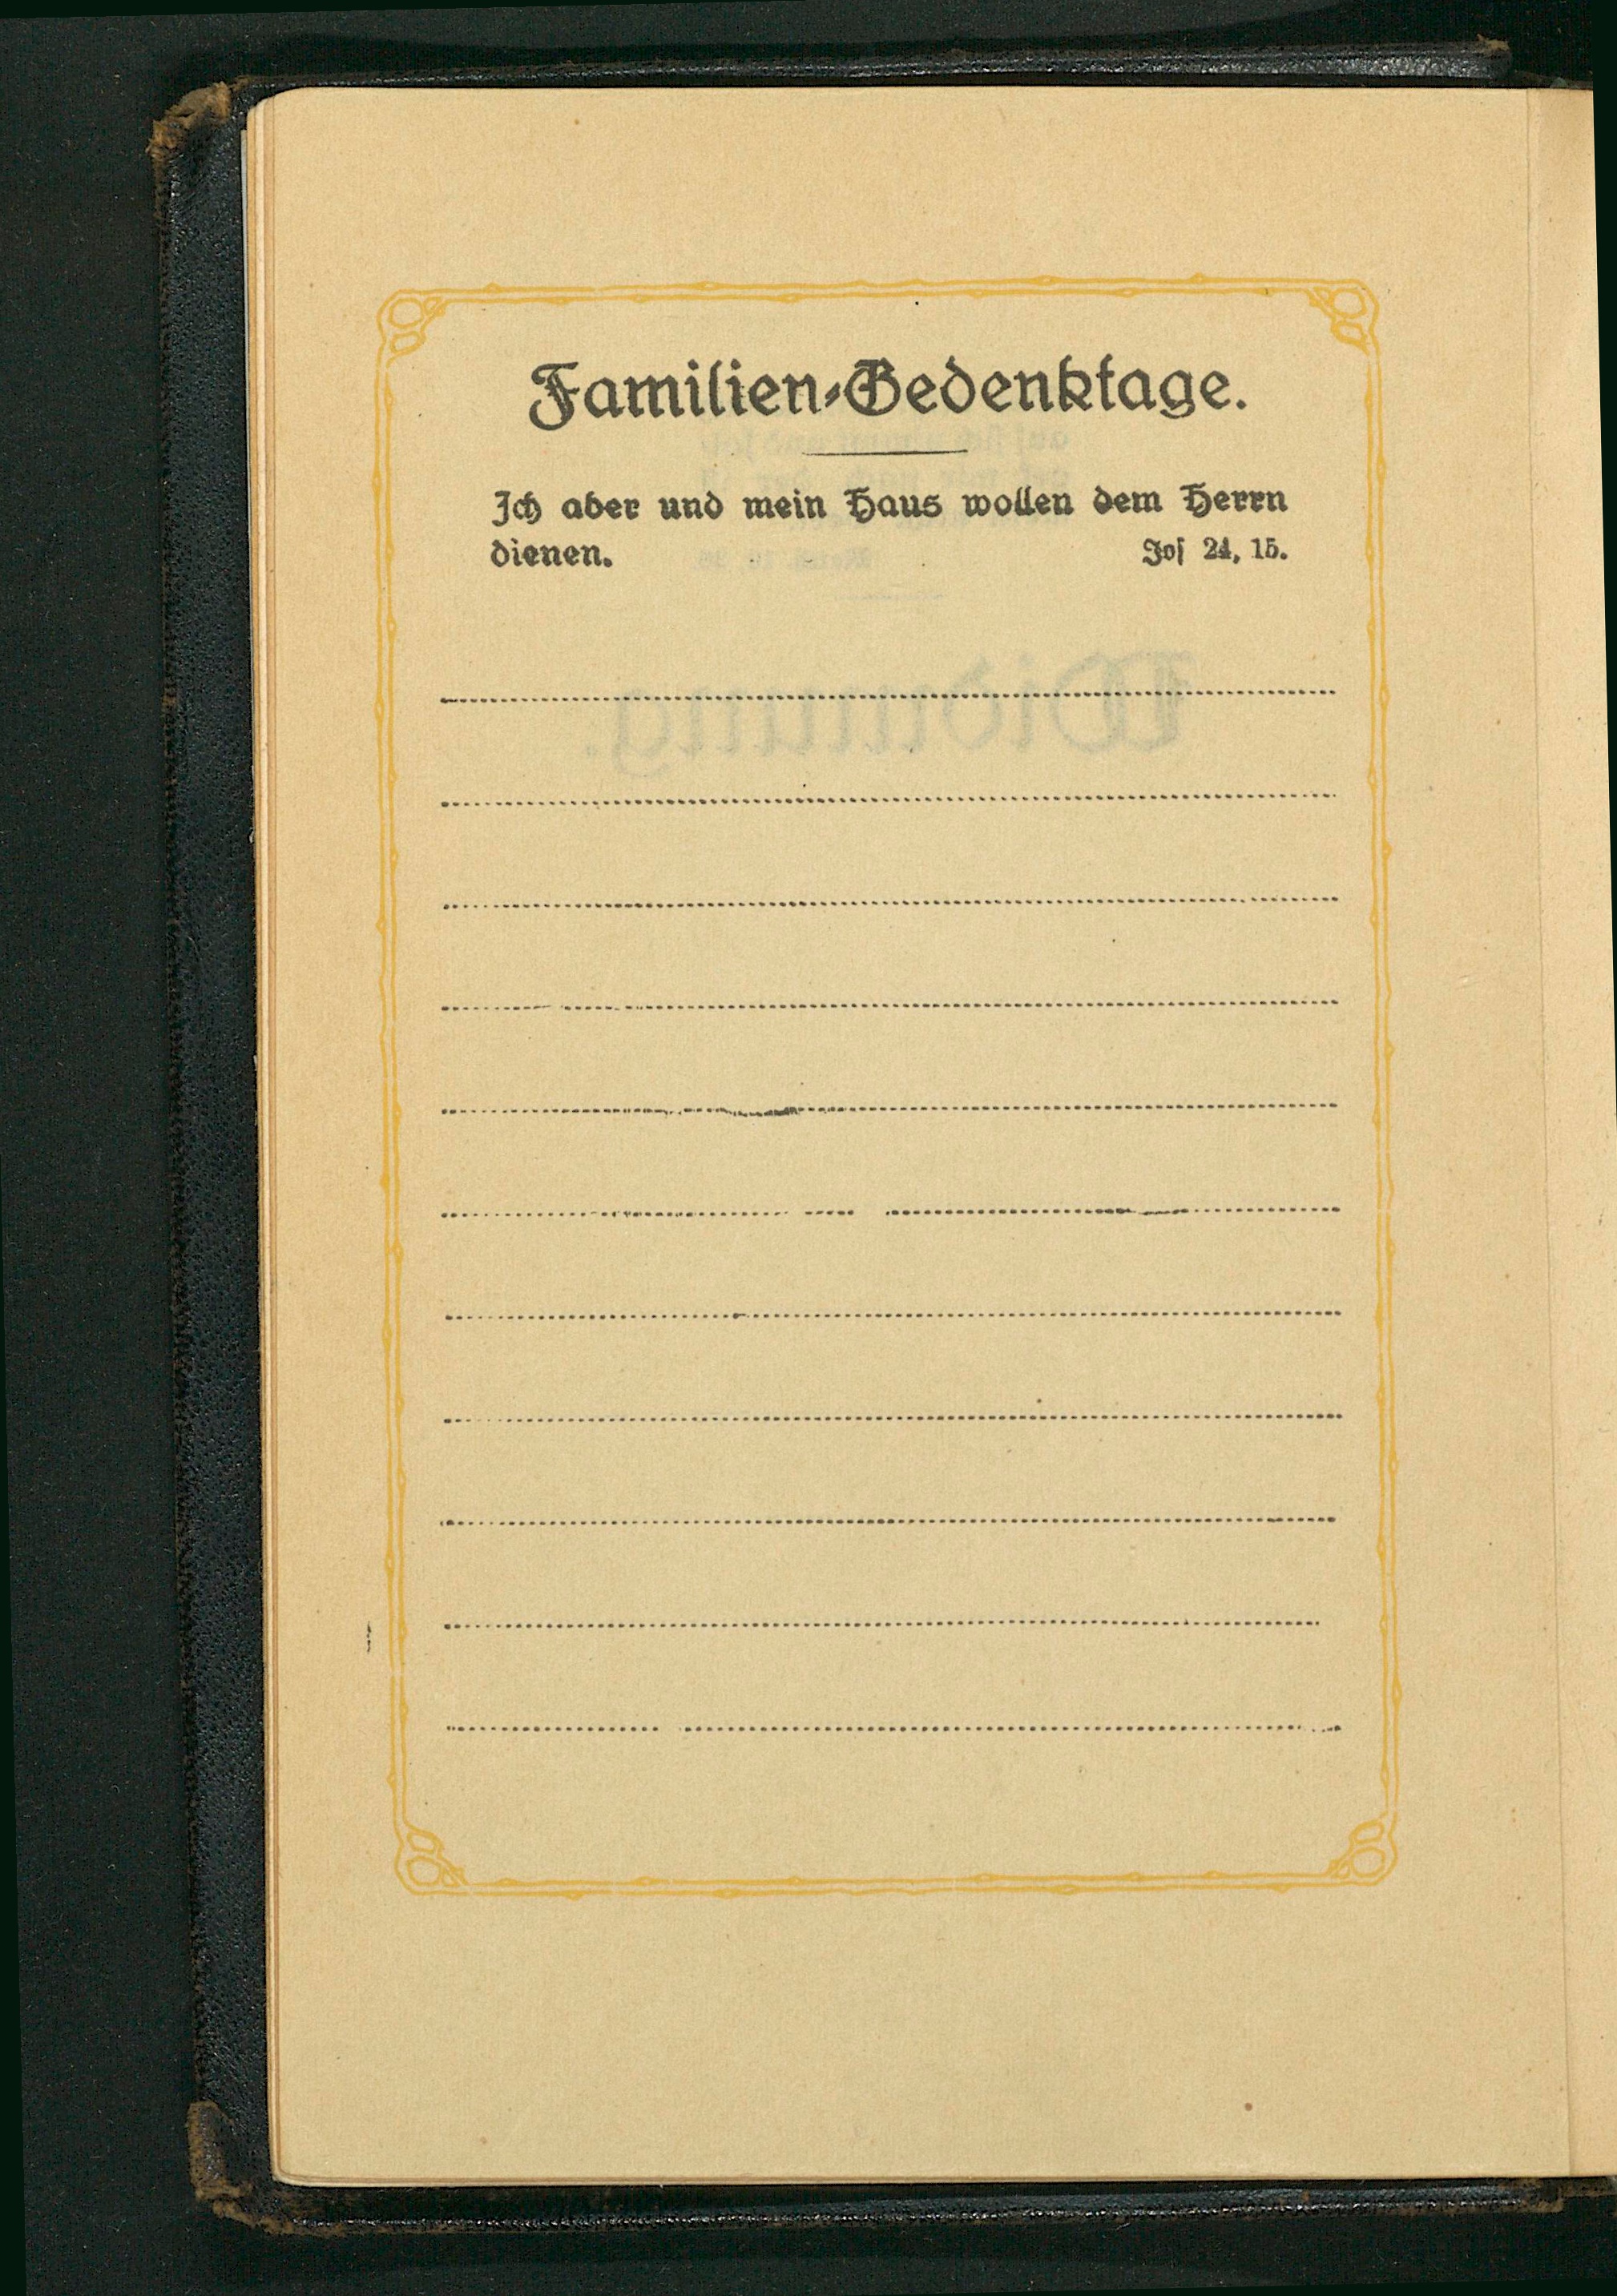 Familien-Gedenktage.
Ich aber und mein Haus wollen dem Herrn
dienen. Jos 24, 15.